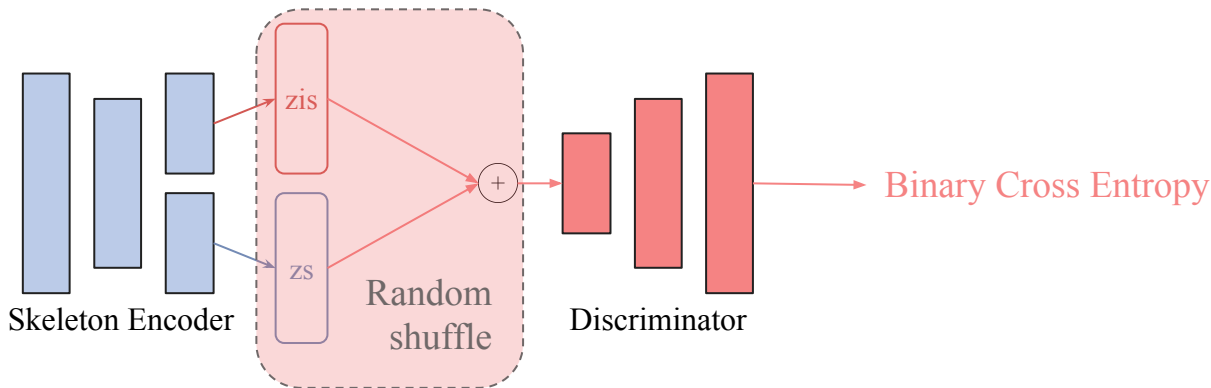 zis
+
zs
Random
shuffle
Skeleton Encoder
Discriminator
Binary Cross Entropy